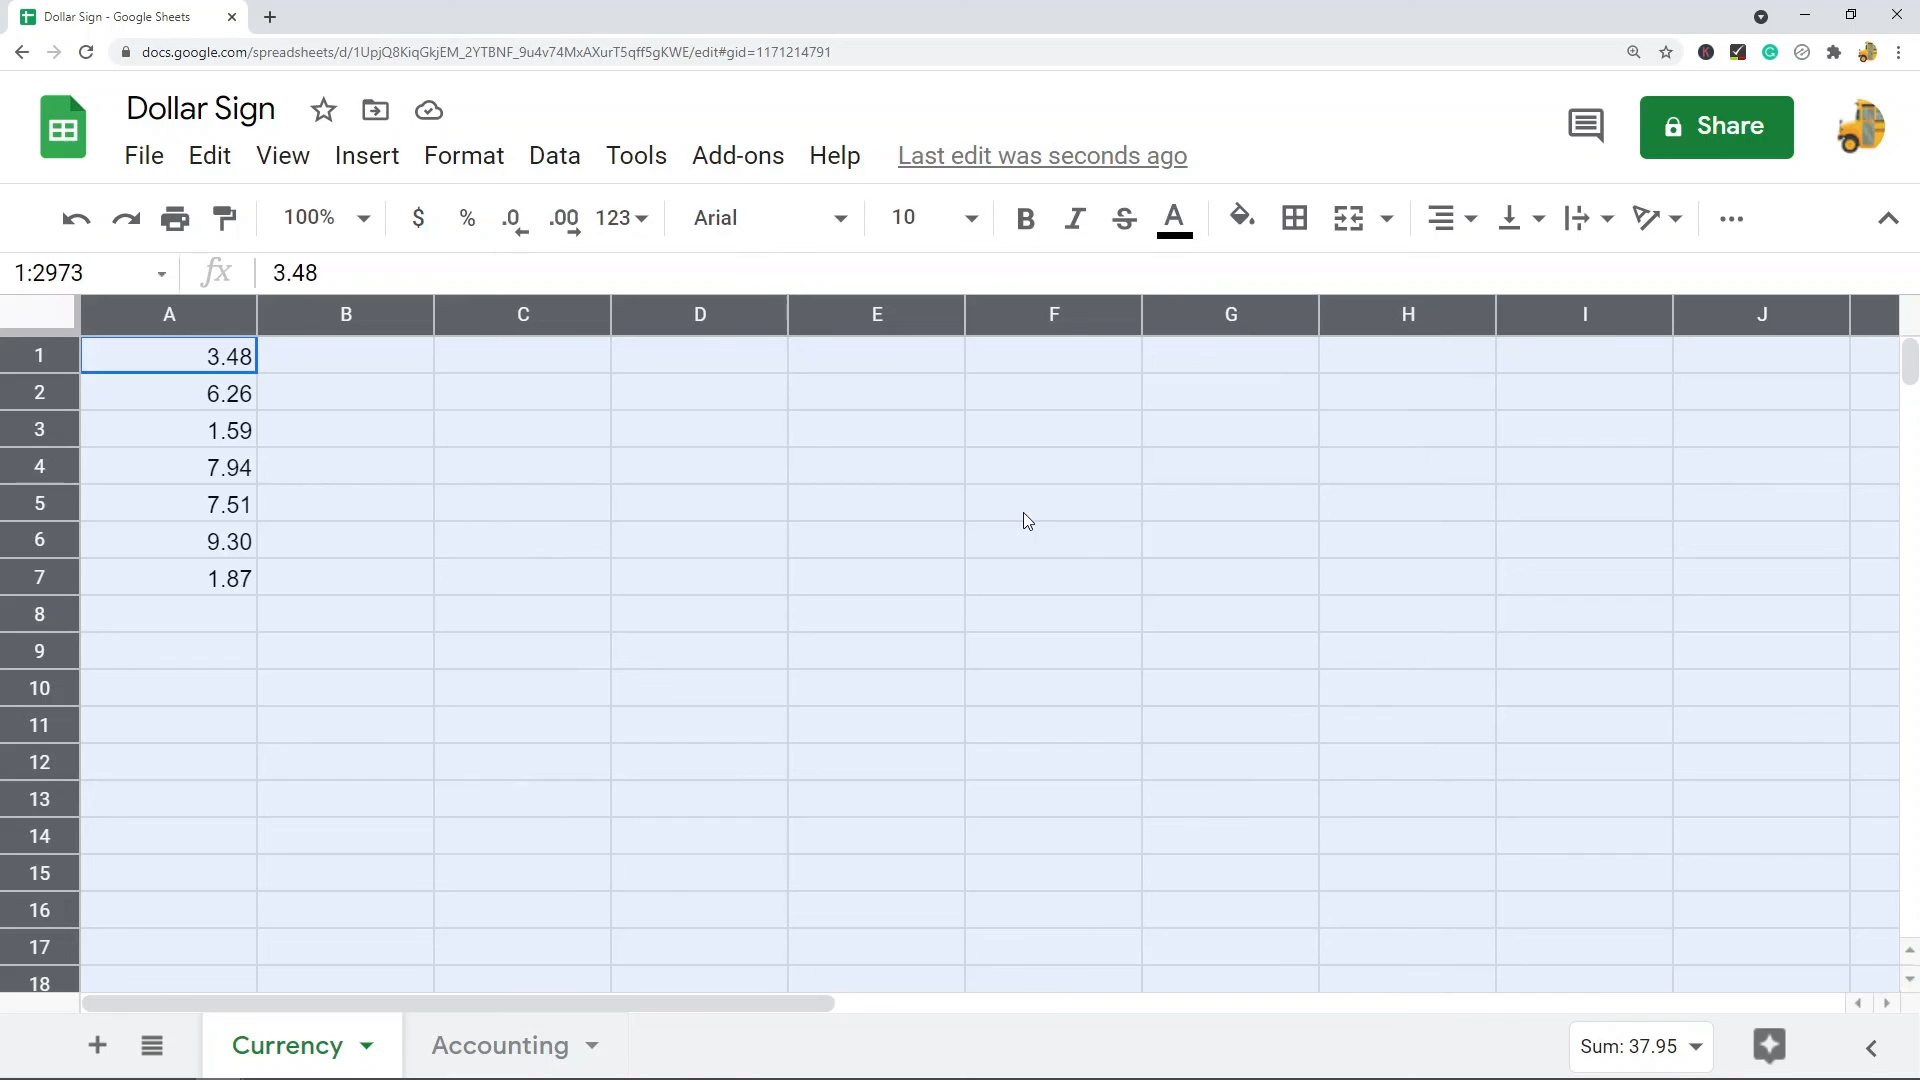 Dollar Sign - Google Sheets
docs.google.com/spreadsheets/d/1UpjQ8KiqGkjEM_2YTBNF_9u4v74MxAXurT5qff5gKWE/edit#gid=1171214791
Dollar Sign
Share
File Edit View Insert Format Data Tools Add-ons Help Last edit was seconds ago
100% $ % .0 .00 123 Arial 10 B I S A
1:2973 fx 3.48
A B C D E F G H I J
1 3.48
2 6.26
3 1.59
4 7.94
5 7.51
6 9.30
7 1.87
8
9
10
11
12
13
14
15
16
17
18
Currency Accounting Sum: 37.95